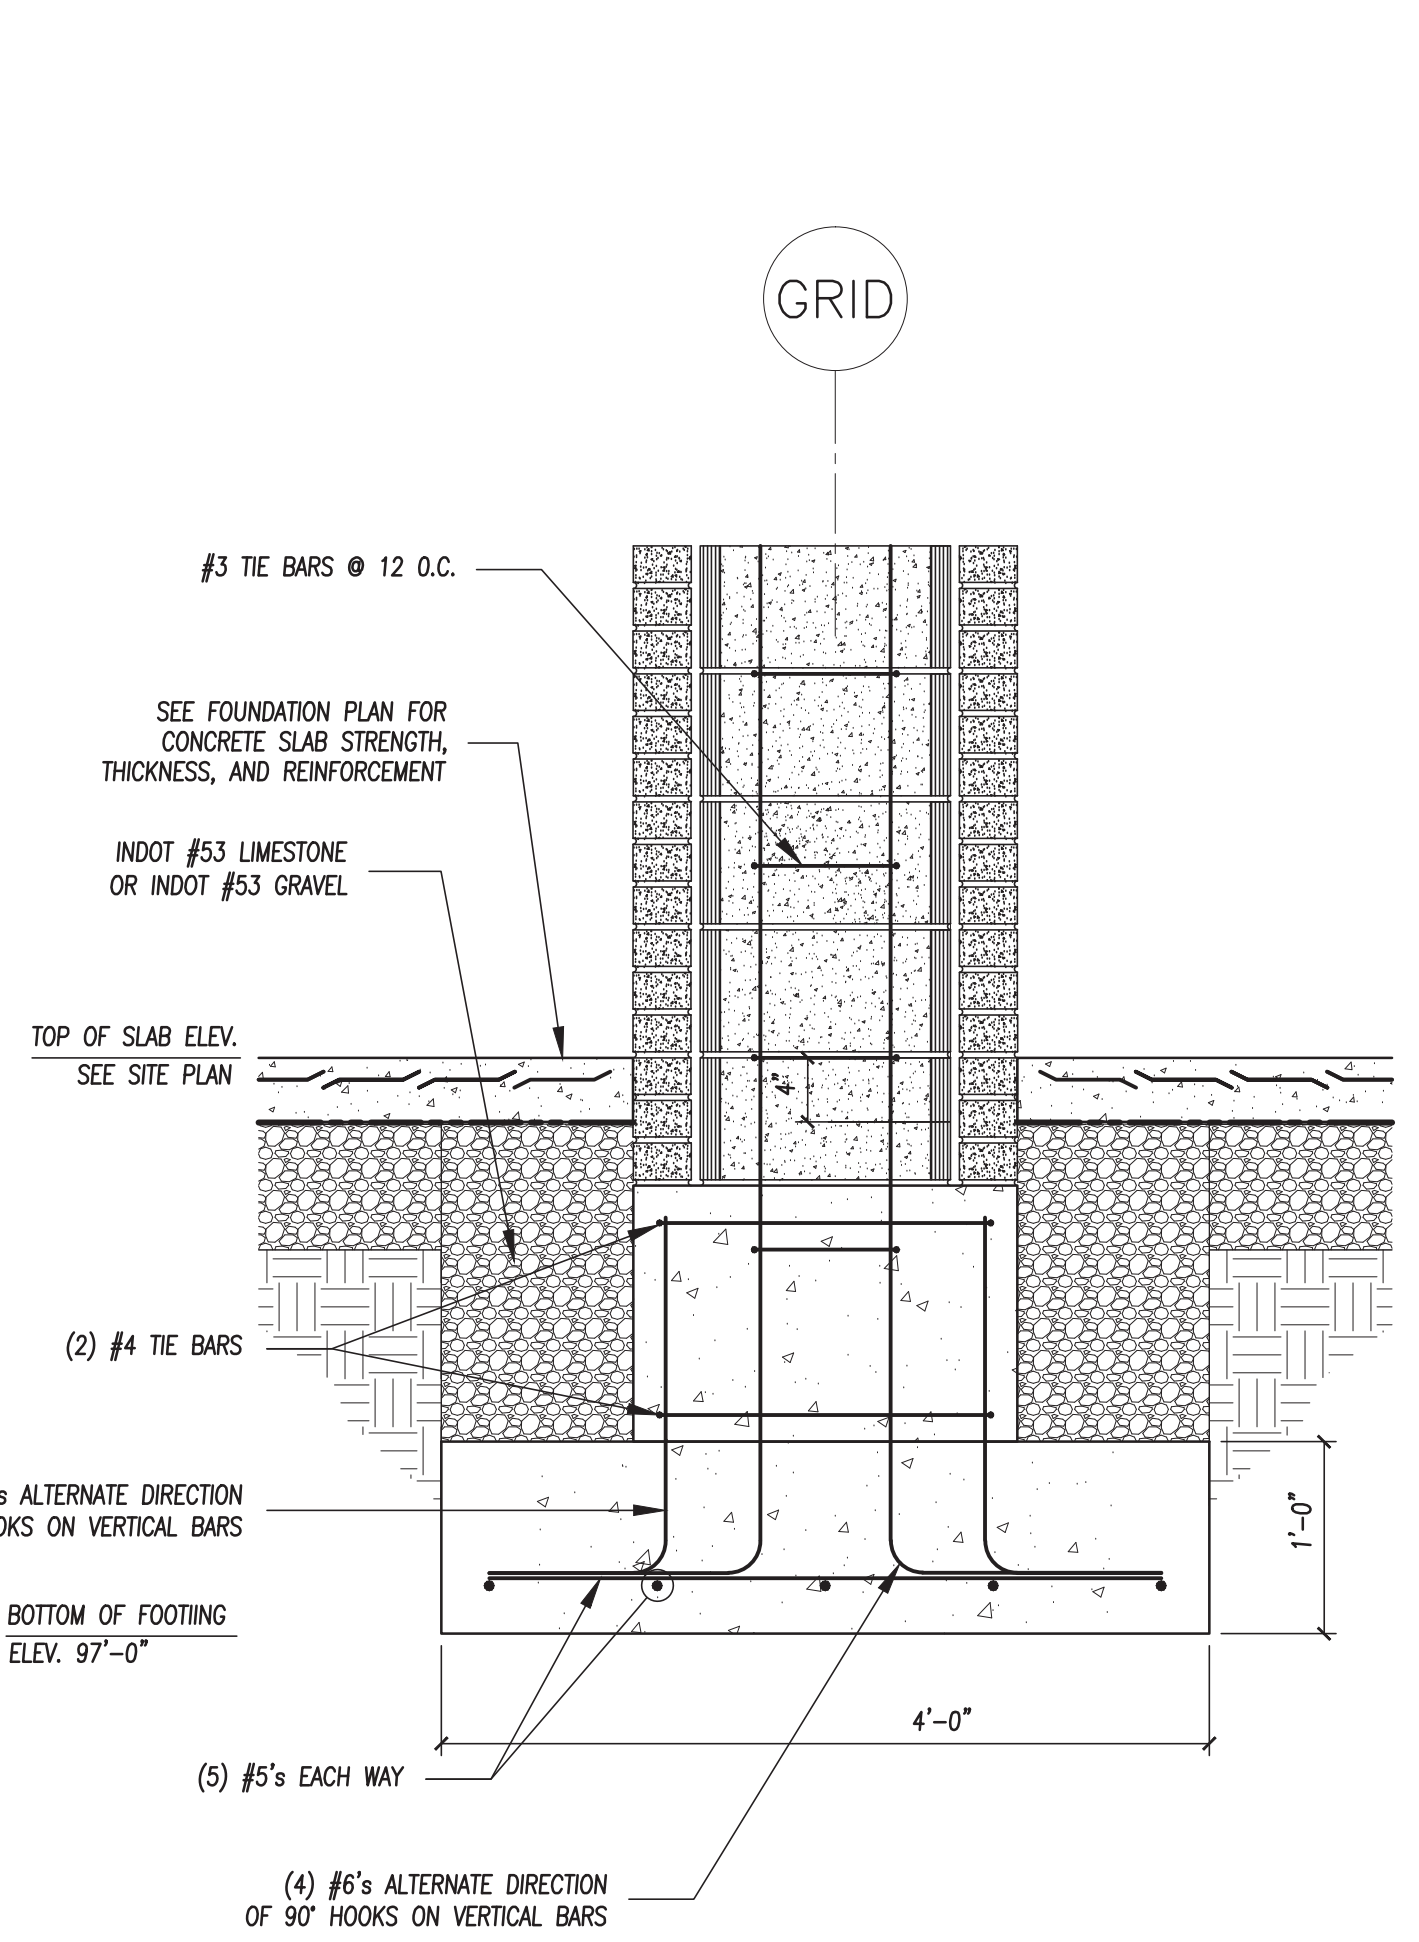 GRID
#3 TIE BARS @ 12 O.C.
SEE FOUNDATION PLAN FOR
CONCRETE SLAB STRENGTH,
THICKNESS, AND REINFORCEMENT
INDOT #53 LIMESTONE
OR INDOT #53 GRAVEL
TOP OF SLAB ELEV.
SEE SITE PLAN
4"
(2) #4 TIE BARS
ALTERNATE DIRECTION
ON VERTICAL BARS
1'-0"
BOTTOM OF FOOTIING
ELEV. 97'-0"
4'-0"
(5) #5's EACH WAY
(4) #6's ALTERNATE DIRECTION
OF 90° HOOKS ON VERTICAL BARS